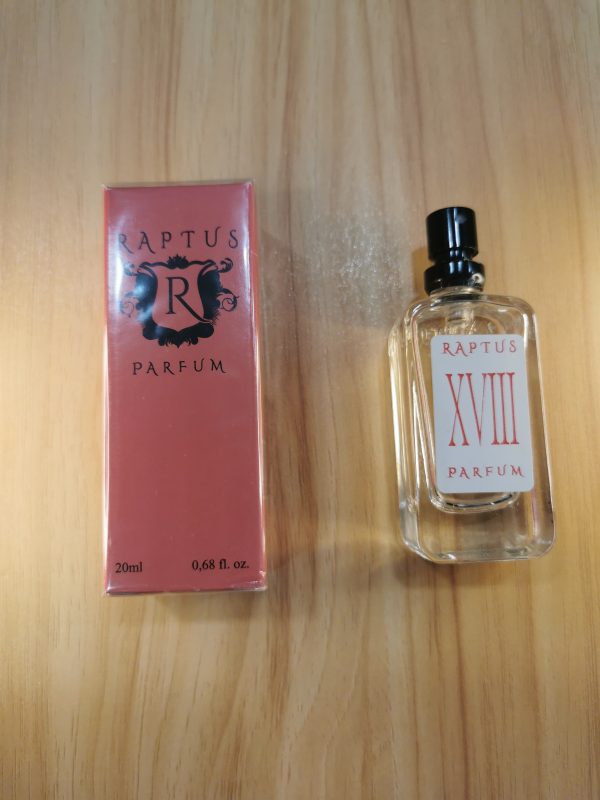 RAPTUS
R
PARFUM
20ml 0,68 fl. oz.
RAPTUS
XVIII
PARFUM